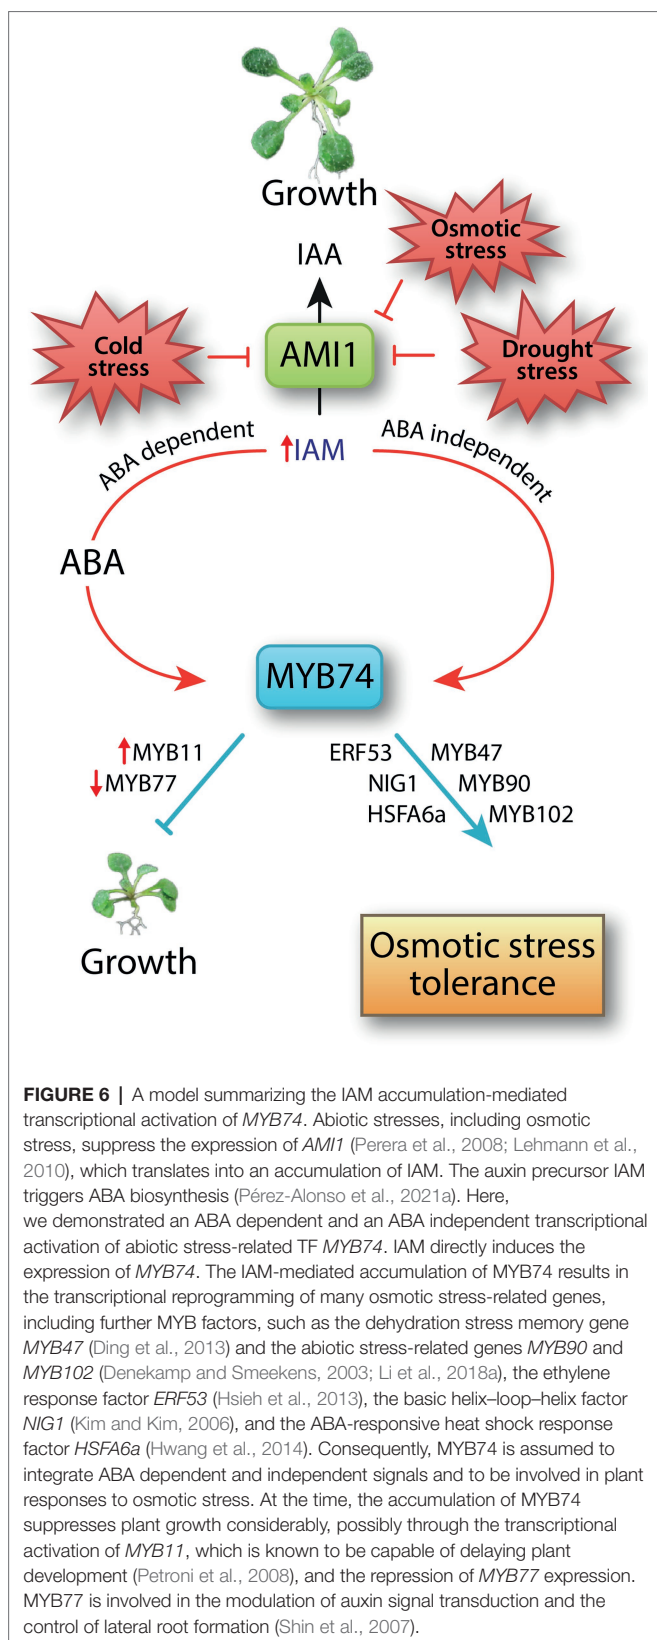 Growth
Osmotic
stress
IAA
Cold
stress
AMI1
Drought
stress
ABA dependent
IAM
ABA independent
ABA
MYB74
MYB11
MYB77
ERF53
MYB47
NIG1
MYB90
HSFA6a
MYB102
Growth
Osmotic stress
tolerance
FIGURE 6 | A model summarizing the IAM accumulation-mediated
transcriptional activation of MYB74. Abiotic stresses, including osmotic
stress, suppress the expression of AMI1 (Perera et al., 2008; Lehmann et al.,
2010), which translates into an accumulation of IAM. The auxin precursor IAM
triggers ABA biosynthesis (Pérez-Alonso et al., 2021a). Here,
we demonstrated an ABA dependent and an ABA independent transcriptional
activation of abiotic stress-related TF MYB74. IAM directly induces the
expression of MYB74. The IAM-mediated accumulation of MYB74 results in
the transcriptional reprogramming of many osmotic stress-related genes,
including further MYB factors, such as the dehydration stress memory gene
MYB47 (Ding et al., 2013) and the abiotic stress-related genes MYB90 and
MYB102 (Denekamp and Smeekens, 2003; Li et al., 2018a), the ethylene
response factor ERF53 (Hsieh et al., 2013), the basic helix–loop–helix factor
NIG1 (Kim and Kim, 2006), and the ABA-responsive heat shock response
factor HSFA6a (Hwang et al., 2014). Consequently, MYB74 is assumed to
integrate ABA dependent and independent signals and to be involved in plant
responses to osmotic stress. At the time, the accumulation of MYB74
suppresses plant growth considerably, possibly through the transcriptional
activation of MYB11, which is known to be capable of delaying plant
development (Petroni et al., 2008), and the repression of MYB77 expression.
MYB77 is involved in the modulation of auxin signal transduction and the
control of lateral root formation (Shin et al., 2007).